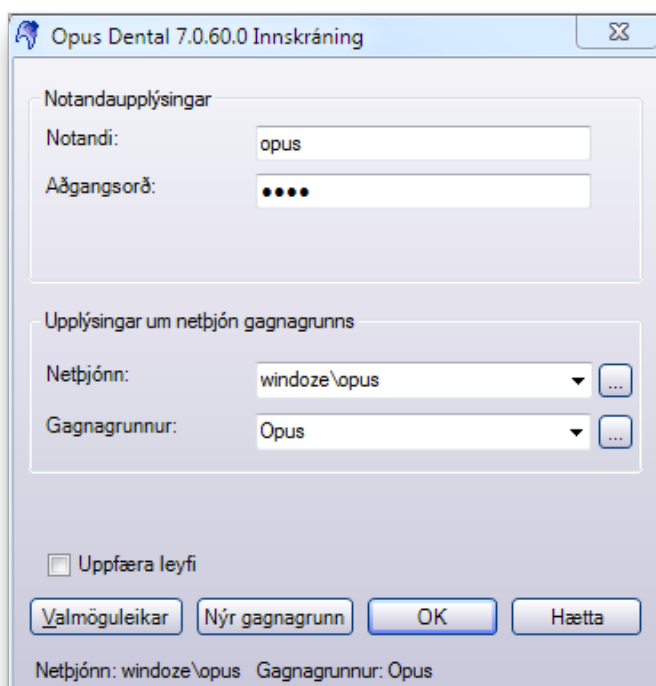 Opus Dental 7.0.60.0 Innskráning
Notandaupplýsingar
Notandi: opus
Aðgangsorð: ●●●●
Upplýsingar um netþjón gagnagrunns
Netþjónn: windoze\opus ...
Gagnagrunnur: Opus ...
Uppfæra leyfi
Valmöguleikar Nýr gagnagrunn OK Hætta
Netþjónn: windoze\opus Gagnagrunnur: Opus